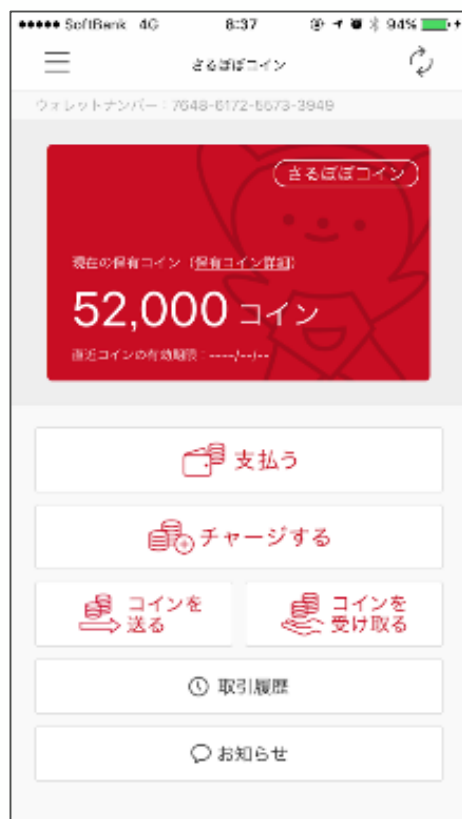 ●●●●● SoftBank 4G 8:37 94%
さるぼぼコイン
ウォレットナンバー：7648-6172-5573-3949
さるぼぼコイン
現在の保有コイン（保有コイン詳細）
52,000 コイン
直近コインの有効期限：----/--/--
支払う
チャージする
コインを
送る
コインを
受け取る
取引履歴
お知らせ